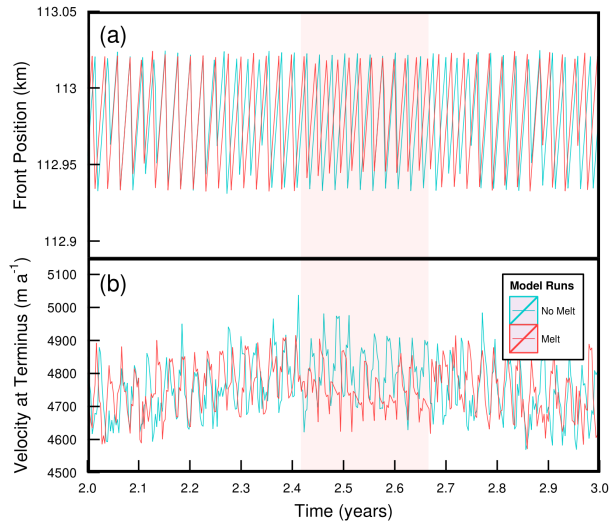 113.05
(a)
113
112.95
112.9
Front Position (km)
(b)
5100
5000
4900
4800
4700
4600
4500
Velocity at Terminus (m a⁻¹)
Model Runs
No Melt
Melt
2.0 2.1 2.2 2.3 2.4 2.5 2.6 2.7 2.8 2.9 3.0
Time (years)